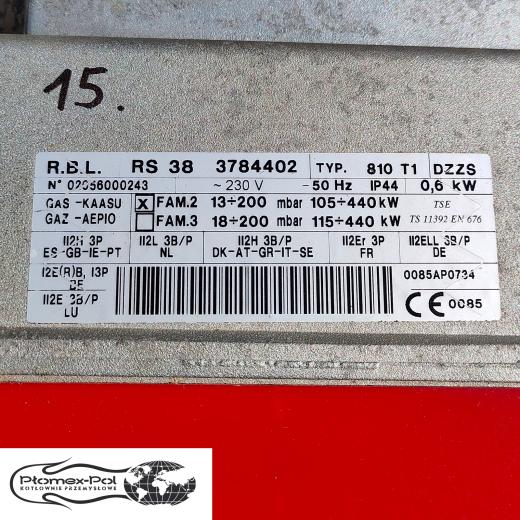 15.
R.B.L. RS 38 3784402 TYP. 810 T1 DZZS
N° 02056000243 ~ 230 V ~ 50 Hz IP44 0,6 kW
GAS - KAASU x FAM.2 13÷200 mbar 105÷440 kW TSE
GAZ - AEPIO FAM.3 18÷200 mbar 115÷440 kW TS 11392 EN 676
II2H 3P II2L 3B/P II2H 3B/P II2Er 3P II2ELL 3B/P
ES-GB-IE-PT NL DK-AT-GR-IT-SE FR DE
I2E(R)B, I3P 0085AP0734
BE
II2E 3B/P CE 0085
LU
Ptomex-Pol
KOTŁOWNIE PRZEMYSŁOWE